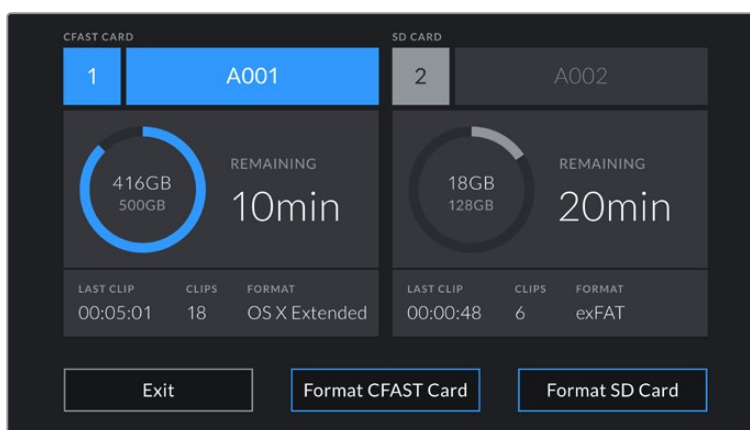 CFAST CARD
1 A001
416GB
500GB
REMAINING
10min
LAST CLIP CLIPS FORMAT
00:05:01 18 OS X Extended
SD CARD
2 A002
18GB
128GB
REMAINING
20min
LAST CLIP CLIPS FORMAT
00:00:48 6 exFAT
Exit Format CFAST Card Format SD Card